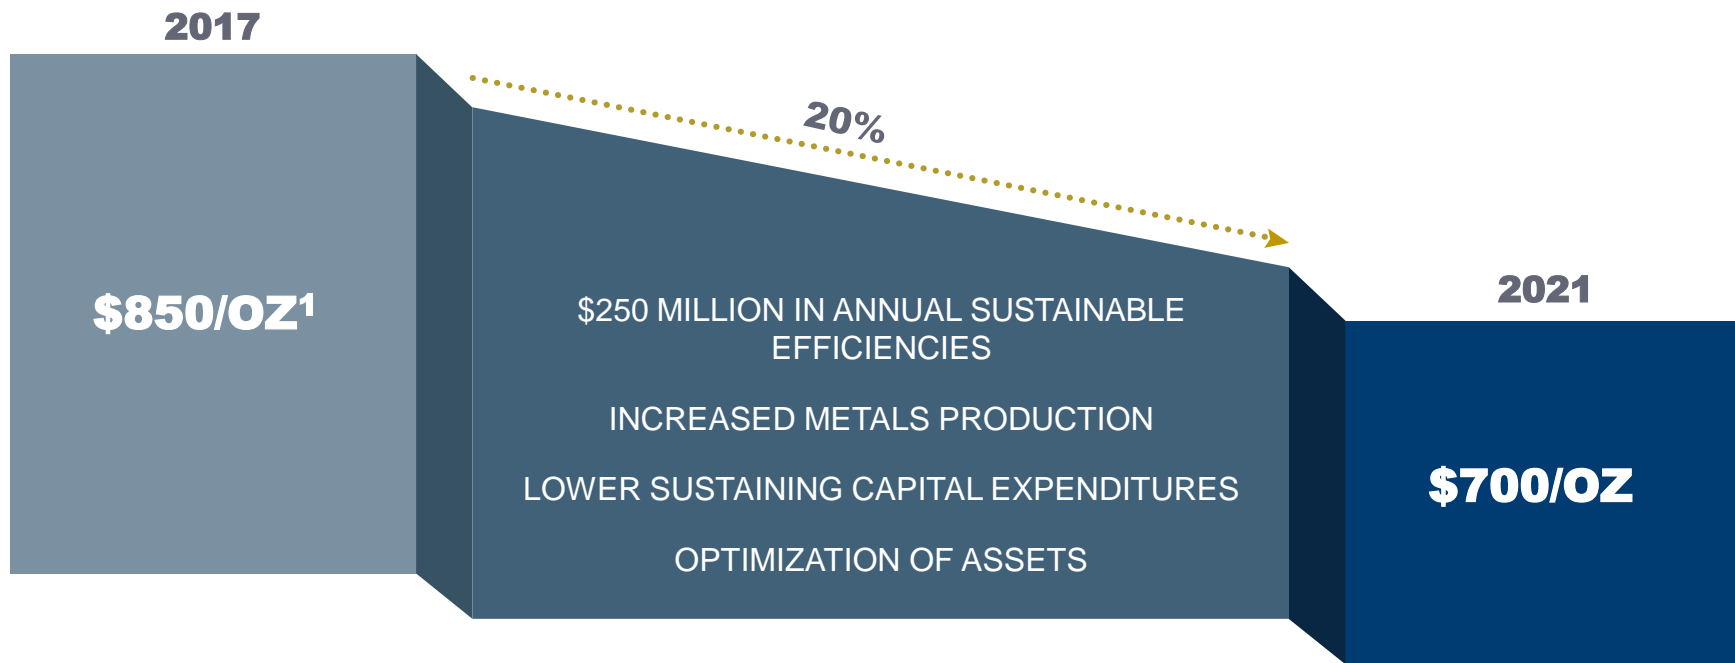 2017
$850/OZ¹
20%
$250 MILLION IN ANNUAL SUSTAINABLE
EFFICIENCIES
INCREASED METALS PRODUCTION
LOWER SUSTAINING CAPITAL EXPENDITURES
OPTIMIZATION OF ASSETS
2021
$700/OZ